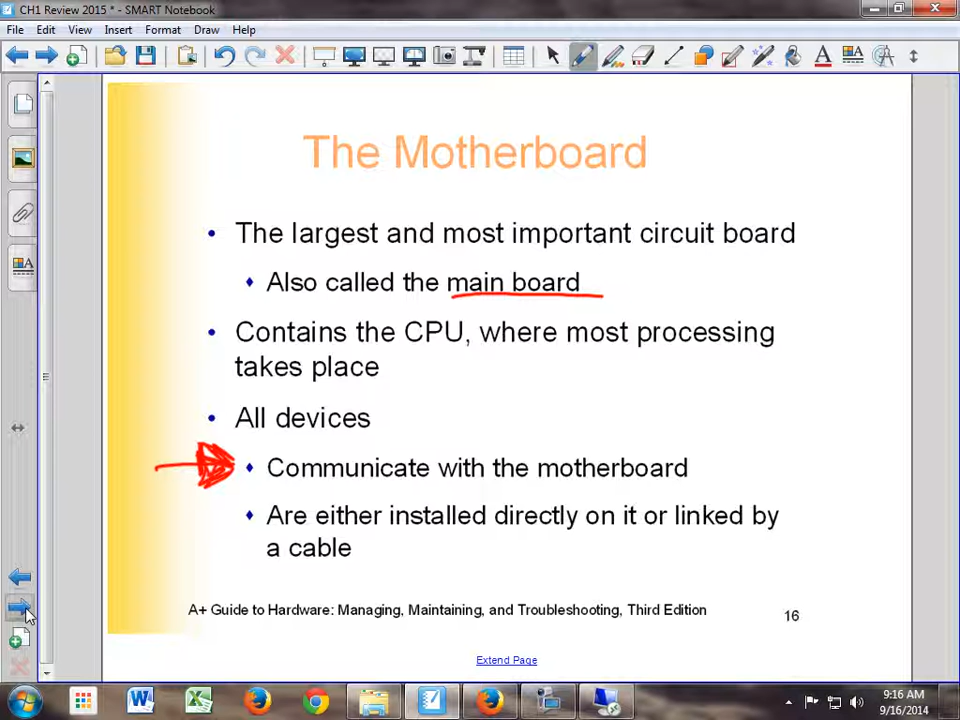 CH1 Review 2015 * - SMART Notebook
File Edit View Insert Format Draw Help
The Motherboard
• The largest and most important circuit board
♦ Also called the main board
• Contains the CPU, where most processing
takes place
• All devices
♦ Communicate with the motherboard
♦ Are either installed directly on it or linked by
a cable
A+ Guide to Hardware: Managing, Maintaining, and Troubleshooting, Third Edition 16
Extend Page
9:16 AM
9/16/2014